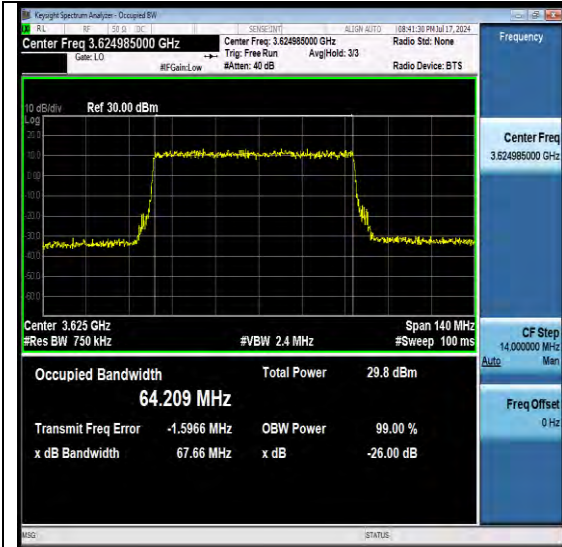 Keysight Spectrum Analyzer - Occupied BW
RL RF 50 Ω DC SENSE:INT ALIGN AUTO 08:41:30 PM Jul 17, 2024
Center Freq 3.624985000 GHz
Center Freq: 3.624985000 GHz
Radio Std: None
Gate: LO
Trig: Free Run
Avg|Hold: 3/3
#IFGain:Low
#Atten: 40 dB
Radio Device: BTS
Frequency
10 dB/div Ref 30.00 dBm
Log
20.0
10.0
0.00
-10.0
-20.0
-30.0
-40.0
-50.0
-60.0
Center Freq
3.624985000 GHz
Center 3.625 GHz
Span 140 MHz
#Res BW 750 kHz
#VBW 2.4 MHz
#Sweep 100 ms
CF Step
14.000000 MHz
Auto Man
Occupied Bandwidth
Total Power 29.8 dBm
64.209 MHz
Transmit Freq Error -1.5966 MHz
OBW Power 99.00 %
x dB Bandwidth 67.66 MHz
x dB -26.00 dB
Freq Offset
0 Hz
MSG
STATUS